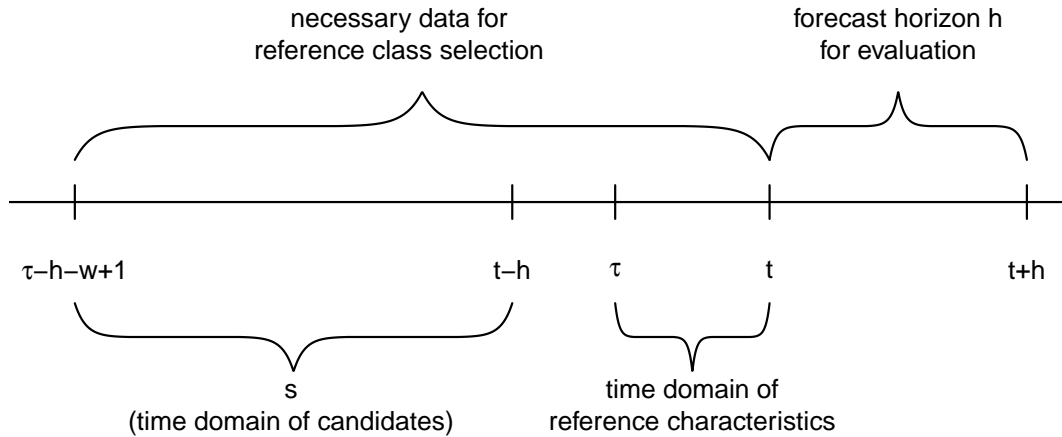 necessary data for
reference class selection
forecast horizon h
for evaluation
τ−h−w+1
t−h
τ
t
t+h
s
(time domain of candidates)
time domain of
reference characteristics